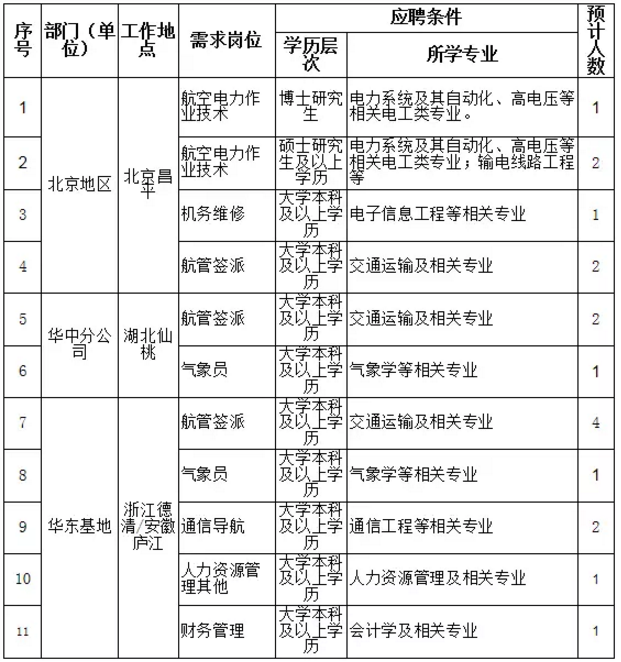 序号 部门（单位） 工作地点 需求岗位 应聘条件 预计人数
学历层次 所学专业
1 北京地区 北京昌平 航空电力作业技术 博士研究生 电力系统及其自动化、高电压等相关电工类专业。 1
2 航空电力作业技术 硕士研究生及以上学历 电力系统及其自动化、高电压等相关电工类专业；输电线路工程等 2
3 机务维修 大学本科及以上学历 电子信息工程等相关专业 1
4 航管签派 大学本科及以上学历 交通运输及相关专业 2
5 华中分公司 湖北仙桃 航管签派 大学本科及以上学历 交通运输及相关专业 2
6 气象员 大学本科及以上学历 气象学等相关专业 1
7 华东基地 浙江德清/安徽庐江 航管签派 大学本科及以上学历 交通运输及相关专业 4
8 气象员 大学本科及以上学历 气象学等相关专业 1
9 通信导航 大学本科及以上学历 通信工程等相关专业 2
10 人力资源管理其他 大学本科及以上学历 人力资源管理及相关专业 1
11 财务管理 大学本科及以上学历 会计学及相关专业 1